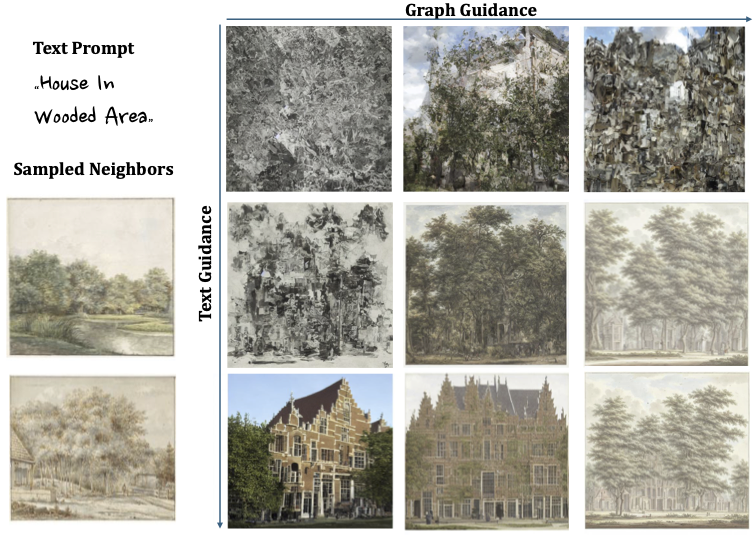 Graph Guidance
Text Prompt
„House In
Wooded Area„
Sampled Neighbors
Text Guidance